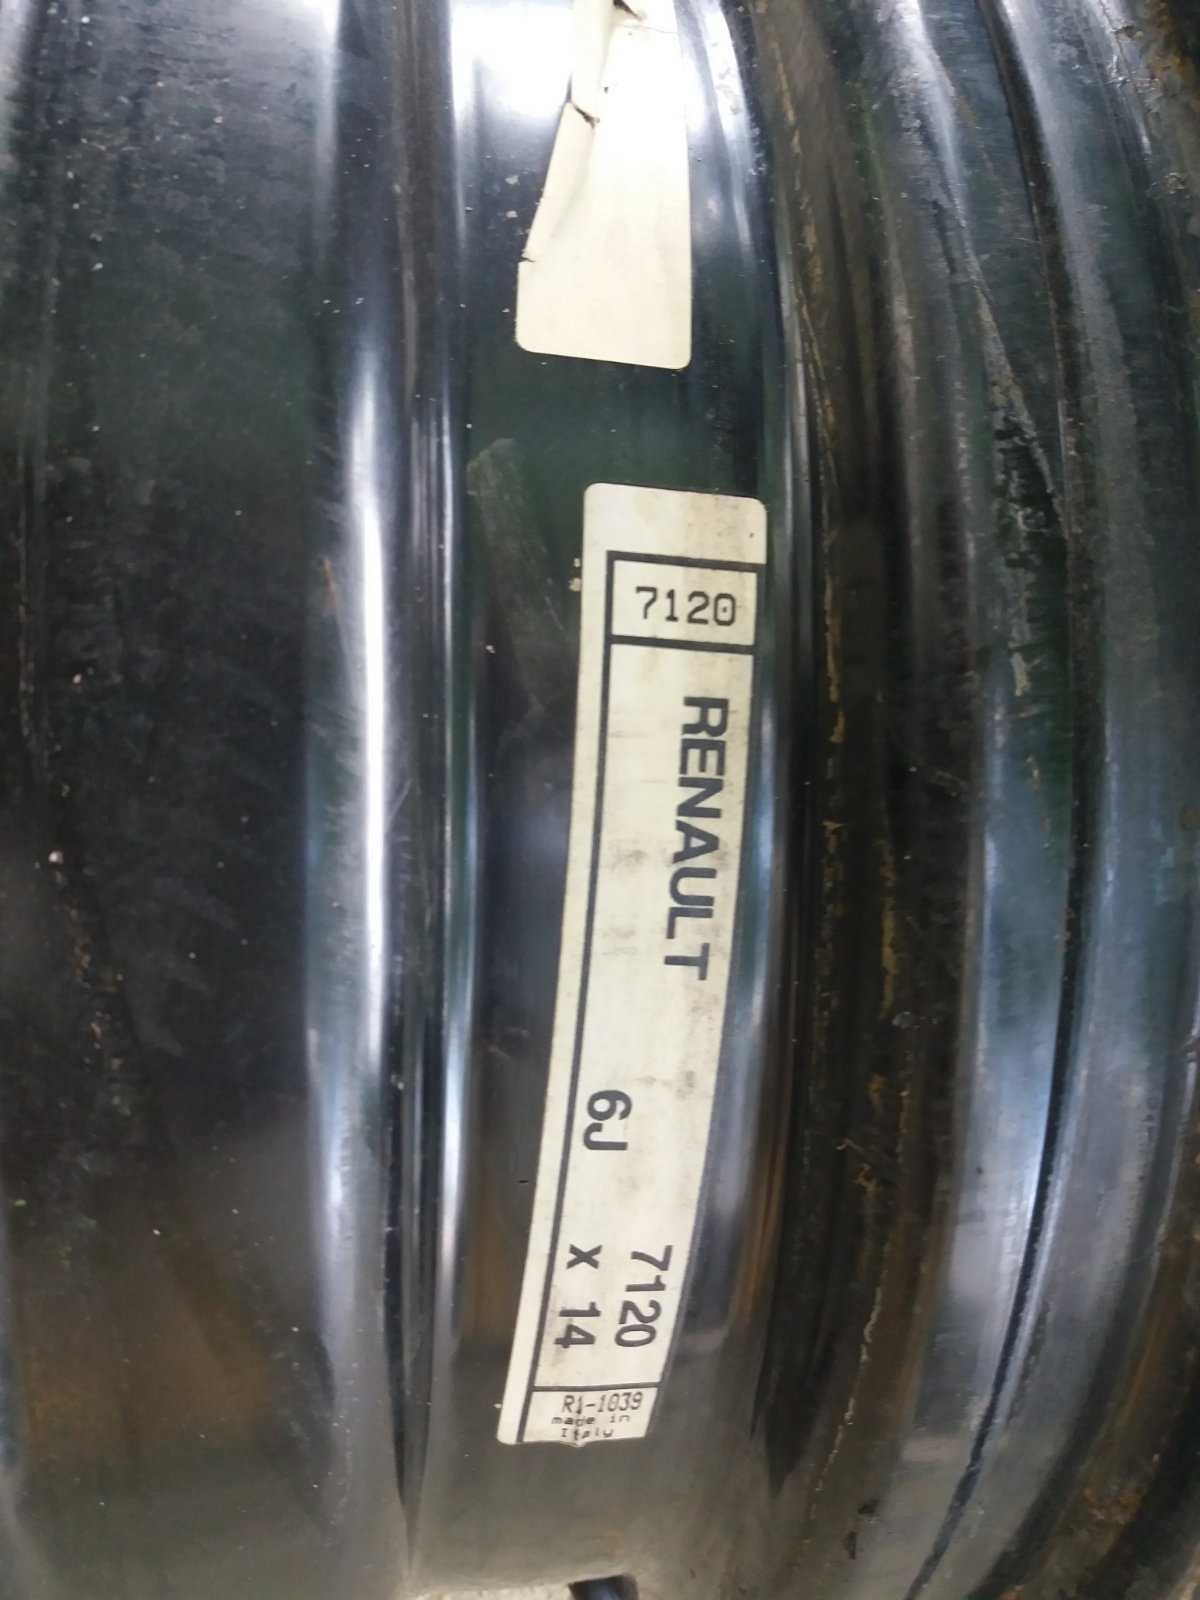 7120
RENAULT
7120
6J X 14
R1-1039
made in
Italy